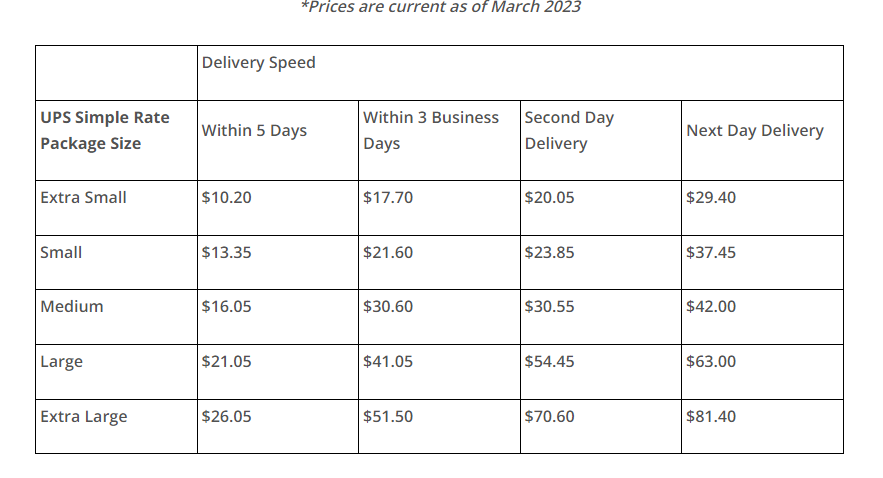 *Prices are current as of March 2023
Delivery Speed
UPS Simple Rate
Package Size
Within 5 Days
Within 3 Business
Days
Second Day
Delivery
Next Day Delivery
Extra Small $10.20 $17.70 $20.05 $29.40
Small $13.35 $21.60 $23.85 $37.45
Medium $16.05 $30.60 $30.55 $42.00
Large $21.05 $41.05 $54.45 $63.00
Extra Large $26.05 $51.50 $70.60 $81.40